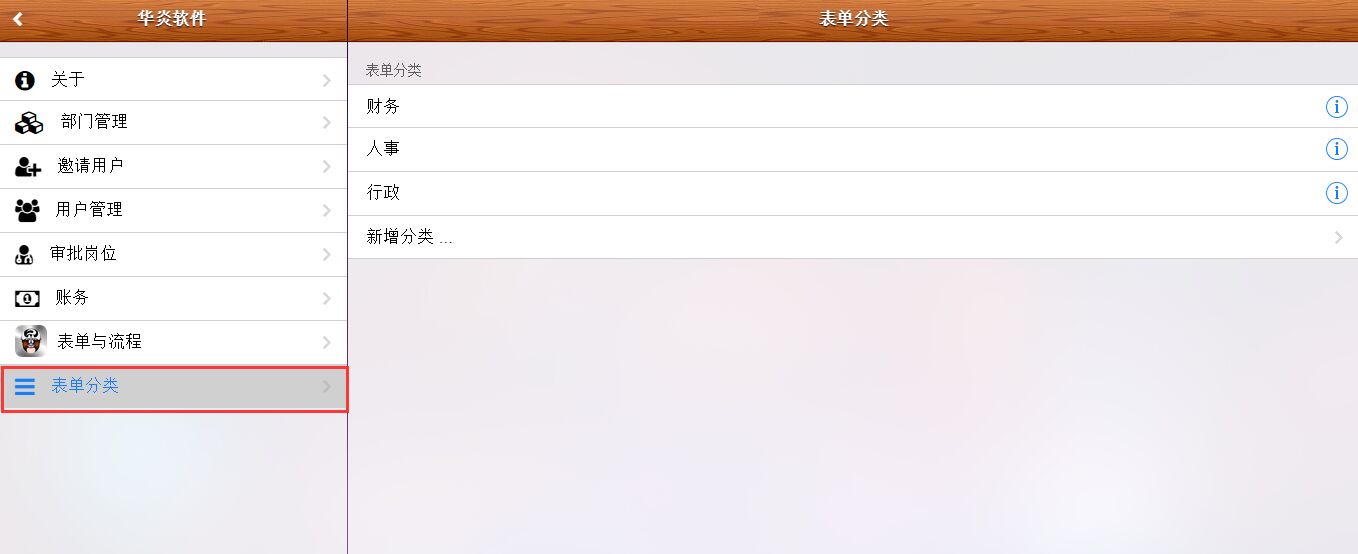 华炎软件
关于
部门管理
邀请用户
用户管理
审批岗位
账务
表单与流程
表单分类
表单分类
表单分类
财务
人事
行政
新增分类 ...